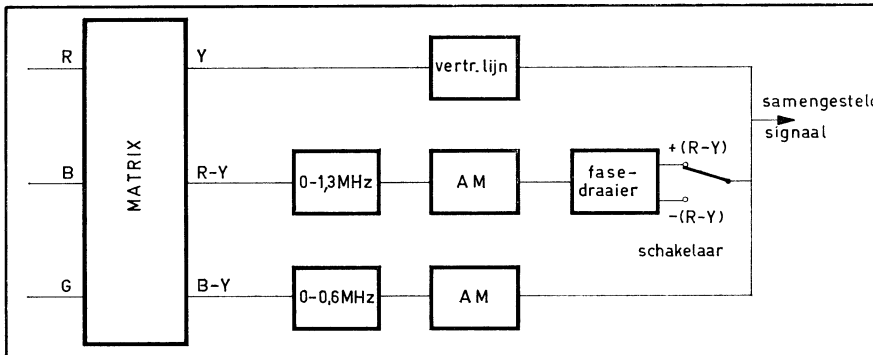 R
Y
vertr. lijn
samengesteld
signaal
B
MATRIX
R-Y
0-1,3MHz
AM
fase-
draaier
+(R-Y)
-(R-Y)
schakelaar
G
B-Y
0-0,6MHz
AM